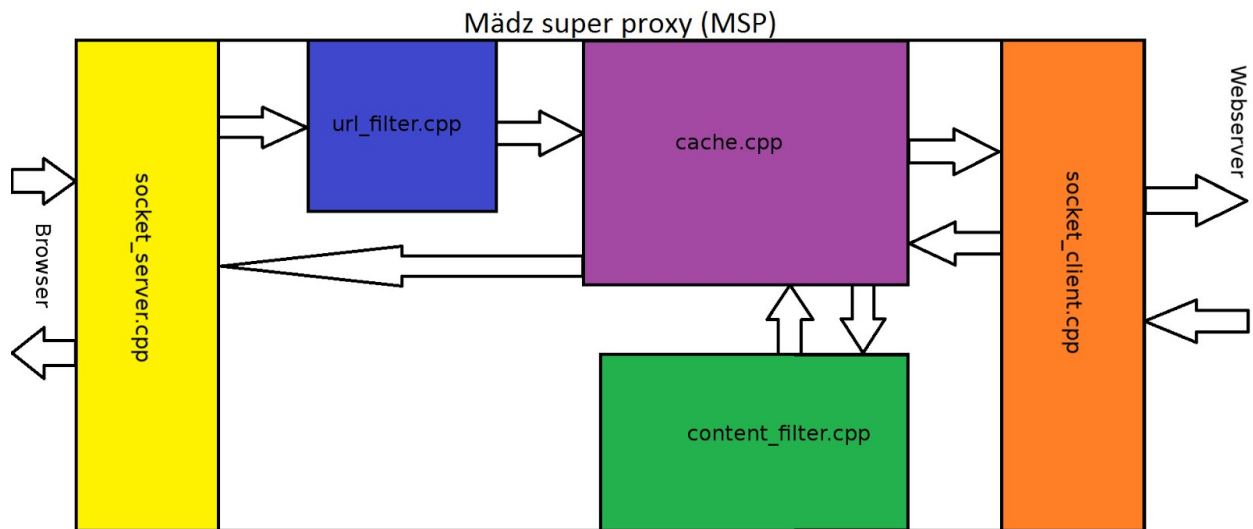 Mädz super proxy (MSP)
Browser
socket_server.cpp
url_filter.cpp
cache.cpp
content_filter.cpp
socket_client.cpp
Webserver